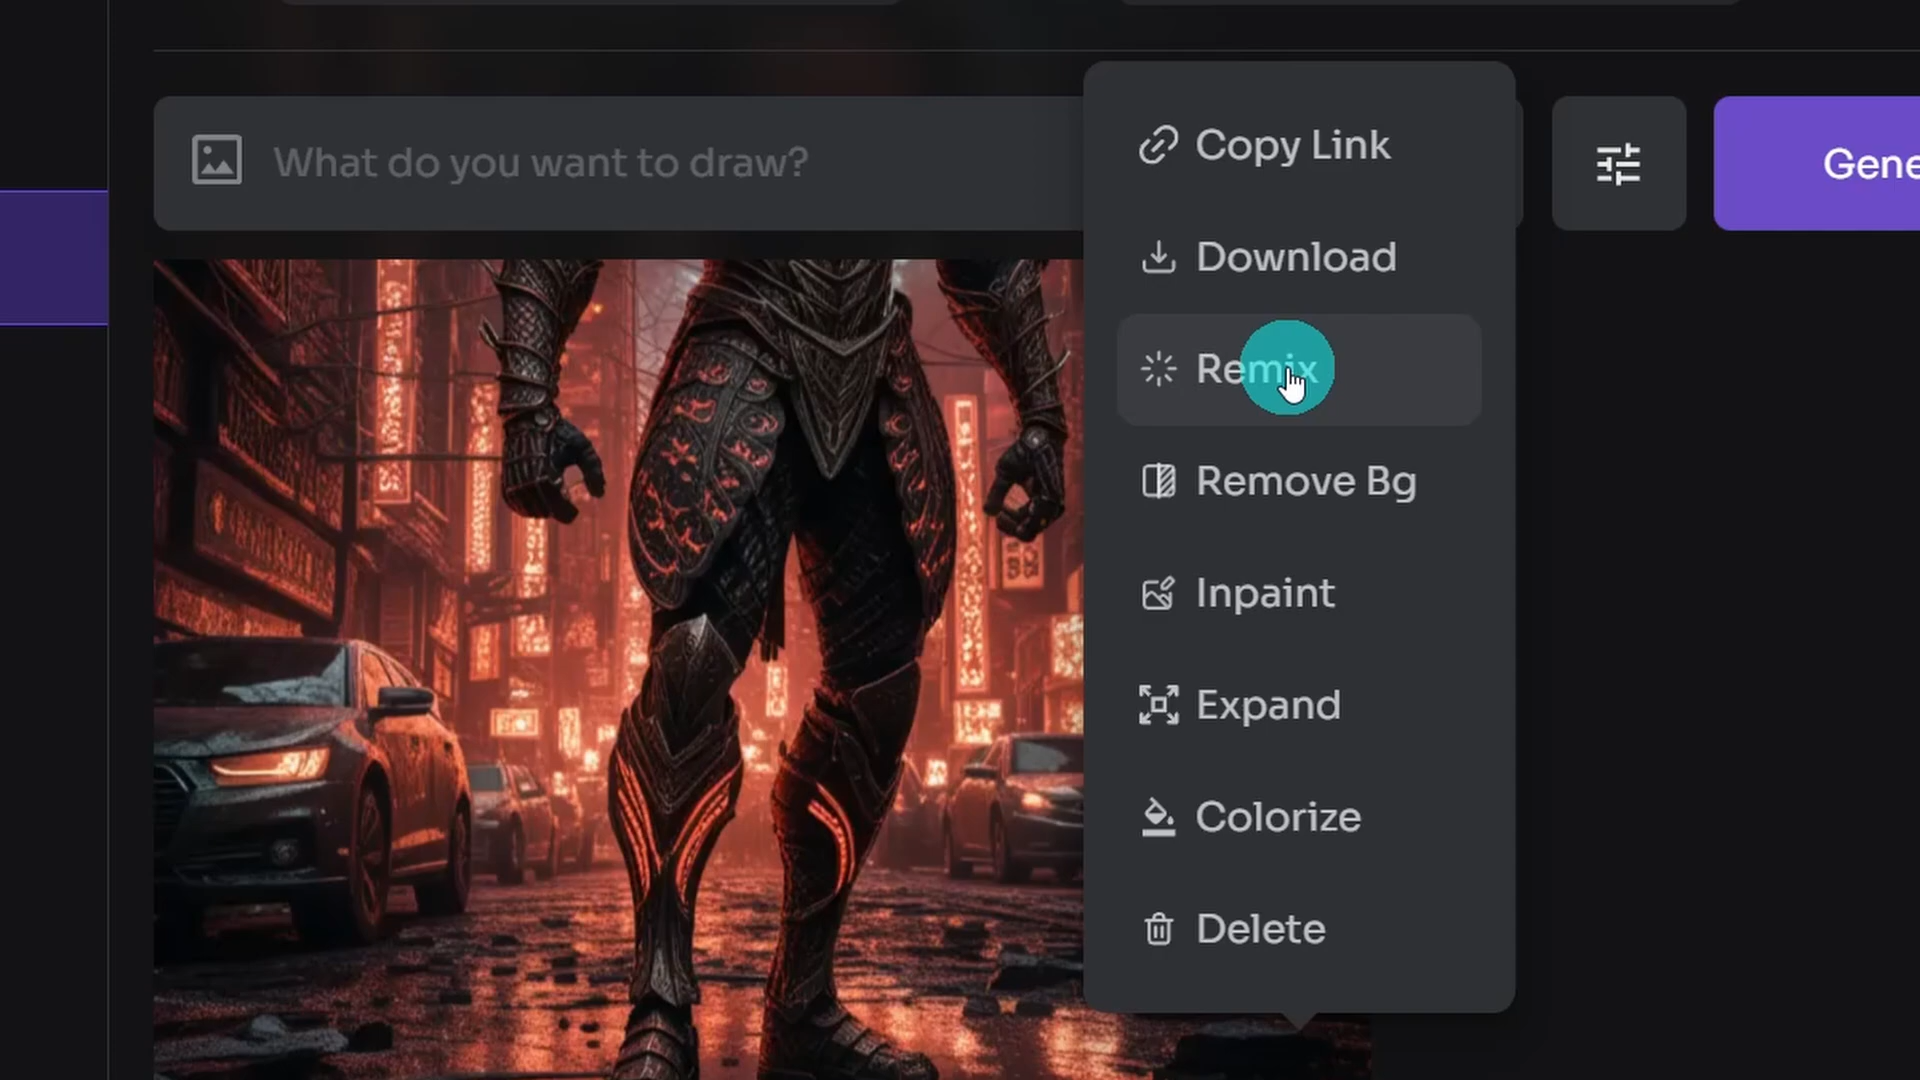 What do you want to draw?
Gene
Copy Link
Download
Remix
Remove Bg
Inpaint
Expand
Colorize
Delete